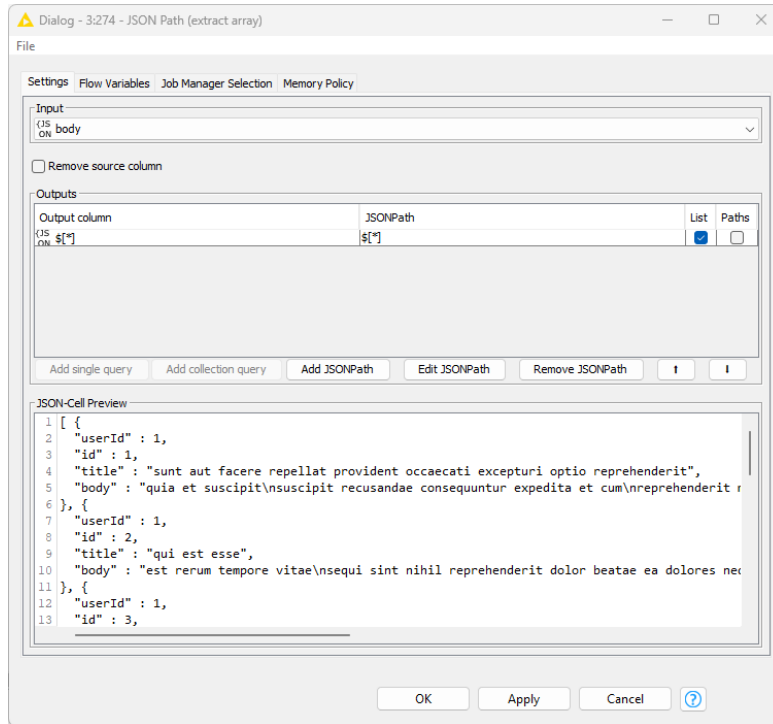 Dialog - 3:274 - JSON Path (extract array)
File
Settings Flow Variables Job Manager Selection Memory Policy
Input
{JS ON body
Remove source column
Outputs
Output column JSONPath List Paths
{JS ON $[*] $[*]
Add single query Add collection query Add JSONPath Edit JSONPath Remove JSONPath
JSON-Cell Preview
1 [ {
2 "userId" : 1,
3 "id" : 1,
4 "title" : "sunt aut facere repellat provident occaecati excepturi optio reprehenderit",
5 "body" : "quia et suscipit\nsuscipit recusandae consequuntur expedita et cum\nreprehenderit
6 }, {
7 "userId" : 1,
8 "id" : 2,
9 "title" : "qui est esse",
10 "body" : "est rerum tempore vitae\nsequi sint nihil reprehenderit dolor beatae ea dolores
11 }, {
12 "userId" : 1,
13 "id" : 3,
OK Apply Cancel ?